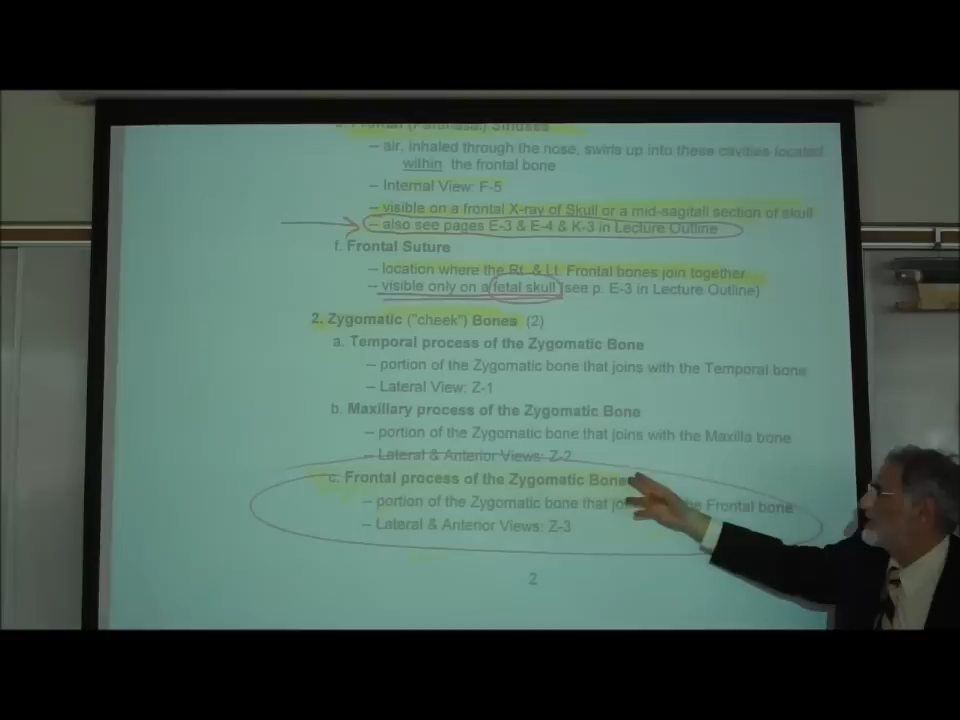 (Paranasal) Sinuses
– air, inhaled through the nose, swirls up into these cavities located
within the frontal bone
– Internal View: F-5
– visible on a frontal X-ray of Skull or a mid-sagitall section of skull
– also see pages E-3 & E-4 & K-3 in Lecture Outline
f. Frontal Suture
– location where the Rt. & Lt. Frontal bones join together
– visible only on a fetal skull (see p. E-3 in Lecture Outline)
2. Zygomatic ("cheek") Bones (2)
a. Temporal process of the Zygomatic Bone
– portion of the Zygomatic bone that joins with the Temporal bone
– Lateral View: Z-1
b. Maxillary process of the Zygomatic Bone
– portion of the Zygomatic bone that joins with the Maxilla bone
– Lateral & Anterior Views: Z-2
c. Frontal process of the Zygomatic Bone
– portion of the Zygomatic bone that Frontal bone
– Lateral & Anterior Views: Z-3
2